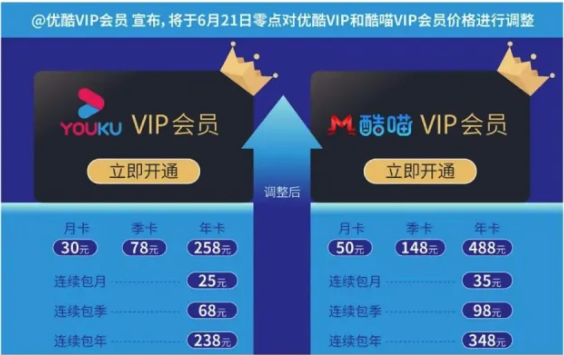 @优酷VIP会员 宣布, 将于6月21日零点对优酷VIP和酷喵VIP会员价格进行调整
YOUKU VIP会员
立即开通
酷喵 VIP会员
立即开通
调整后
月卡 季卡 年卡
30元 78元 258元
连续包月 25元
连续包季 68元
连续包年 238元
月卡 季卡 年卡
50元 148元 488元
连续包月 35元
连续包季 98元
连续包年 348元